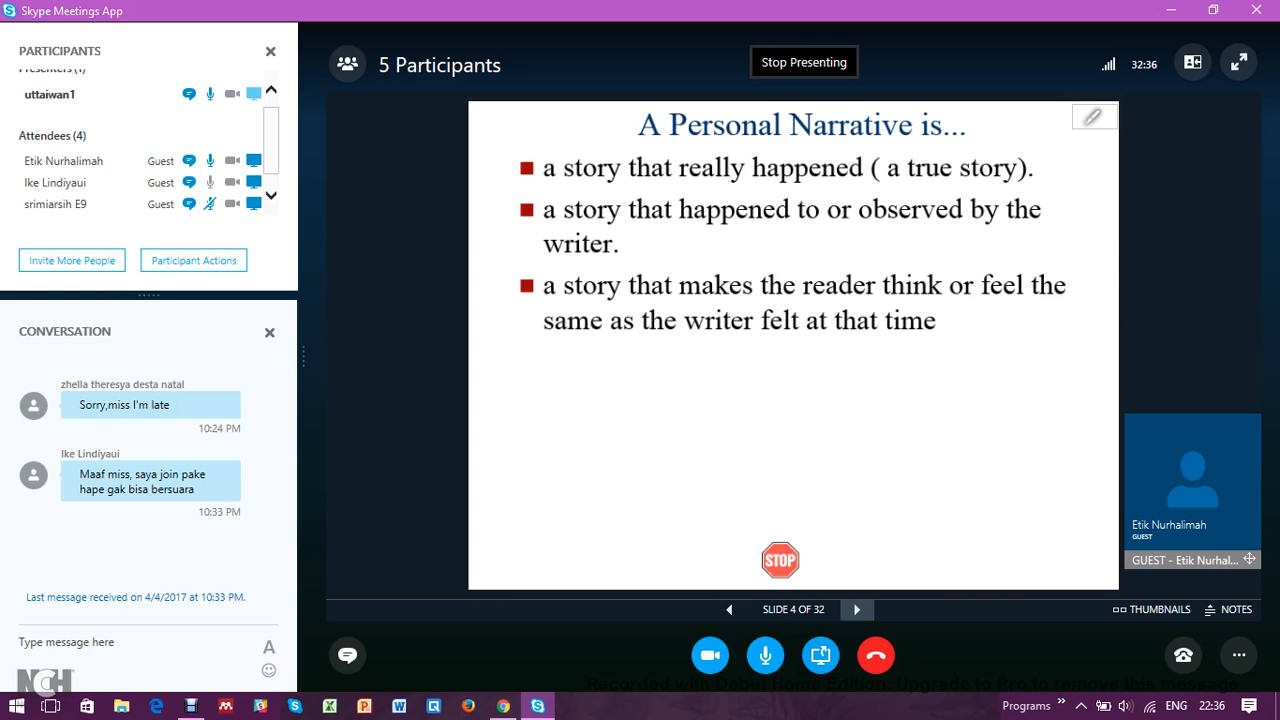 Skype Meetings App
PARTICIPANTS
Presenters (1)
uttaiwan1
Attendees (4)
Etik Nurhalimah Guest
Ike Lindiyaui Guest
srimiarsih E9 Guest
Invite More People Participant Actions
CONVERSATION
zhella theresya desta natal
Sorry,miss I'm late
10:24 PM
Ike Lindiyaui
Maaf miss, saya join pake
hape gak bisa bersuara
10:33 PM
Last message received on 4/4/2017 at 10:33 PM.
Type message here
A
NCH
5 Participants
Stop Presenting
32:36
A Personal Narrative is...
a story that really happened ( a true story).
a story that happened to or observed by the
writer.
a story that makes the reader think or feel the
same as the writer felt at that time
STOP
Etik Nurhalimah
GUEST
GUEST - Etik Nurhal...
SLIDE 4 OF 32
THUMBNAILS
NOTES
Recorded with Debut Home Edition. Upgrade to Pro to remove this message
Programs
ENG
22:36